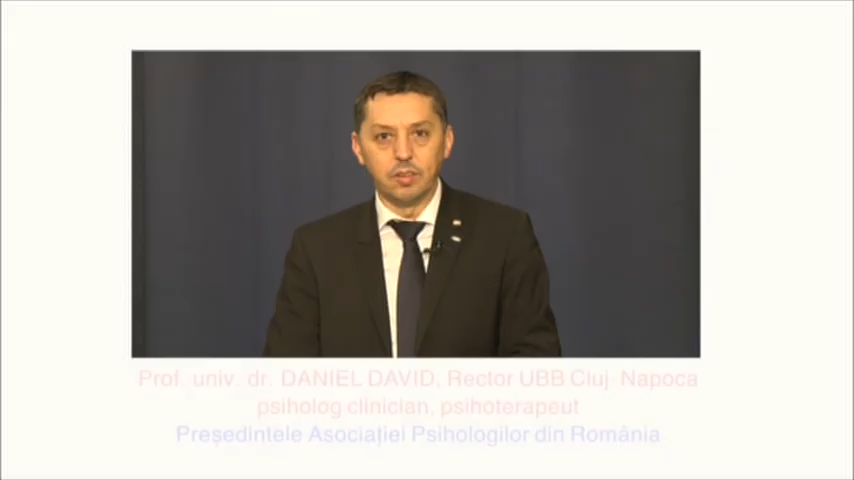 Prof. univ. dr. DANIEL DAVID, Rector UBB Cluj-Napoca
psiholog clinician, psihoterapeut
Președintele Asociației Psihologilor din România